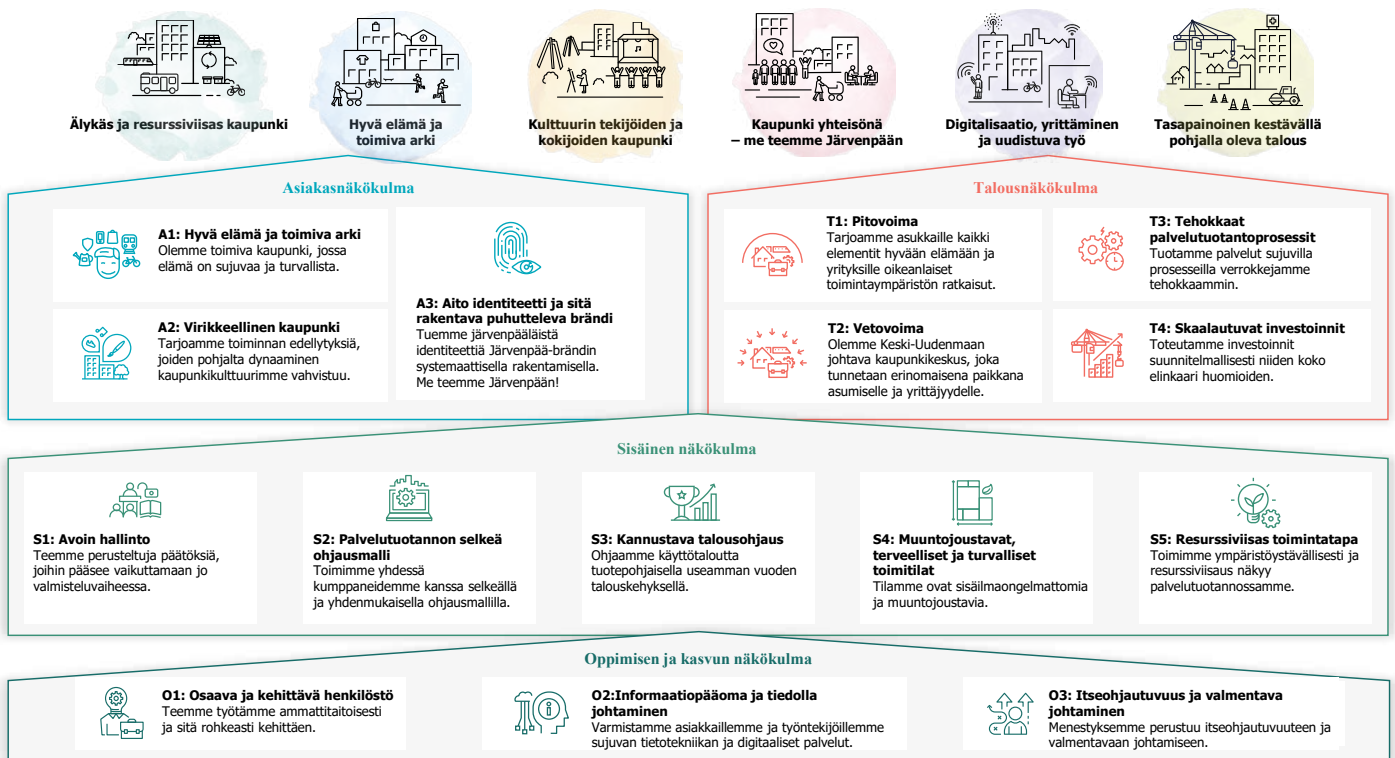 Älykäs ja resurssiviisas kaupunki
Hyvä elämä ja
toimiva arki
Kulttuurin tekijöiden ja
kokijoiden kaupunki
Kaupunki yhteisönä
– me teemme Järvenpään
Digitalisaatio, yrittäminen
ja uudistuva työ
Tasapainoinen kestävällä
pohjalla oleva talous
Asiakasnäkökulma
A1: Hyvä elämä ja toimiva arki
Olemme toimiva kaupunki, jossa
elämä on sujuvaa ja turvallista.
A2: Virikkeellinen kaupunki
Tarjoamme toiminnan edellytyksiä,
joiden pohjalta dynaaminen
kaupunkikulttuurimme vahvistuu.
A3: Aito identiteetti ja sitä
rakentava puhutteleva brändi
Tuemme järvenpääläistä
identiteettiä Järvenpää-brändin
systemaattisella rakentamisella.
Me teemme Järvenpään!
Talousnäkökulma
T1: Pitovoima
Tarjoamme asukkaille kaikki
elementit hyvään elämään ja
yrityksille oikeanlaiset
toimintaympäristön ratkaisut.
T2: Vetovoima
Olemme Keski-Uudenmaan
johtava kaupunkikeskus, joka
tunnetaan erinomaisena paikkana
asumiselle ja yrittäjyydelle.
T3: Tehokkaat
palvelutuotantoprosessit
Tuotamme palvelut sujuvilla
prosesseilla verrokkejamme
tehokkaammin.
T4: Skaalautuvat investoinnit
Toteutamme investoinnit
suunnitelmallisesti niiden koko
elinkaari huomioiden.
Sisäinen näkökulma
S1: Avoin hallinto
Teemme perusteltuja päätöksiä,
joihin pääsee vaikuttamaan jo
valmisteluvaiheessa.
S2: Palvelutuotannon selkeä
ohjausmalli
Toimimme yhdessä
kumppaneidemme kanssa selkeällä
ja yhdenmukaisella ohjausmallilla.
S3: Kannustava talousohjaus
Ohjaamme käyttötaloutta
tuotepohjaisella useamman vuoden
talouskehyksellä.
S4: Muuntojoustavat,
terveelliset ja turvalliset
toimitilat
Tilamme ovat sisäilmaongelmattomia
ja muuntojoustavia.
S5: Resurssiviisas toimintatapa
Toimimme ympäristöystävällisesti ja
resurssiviisaus näkyy
palvelutuotannossamme.
Oppimisen ja kasvun näkökulma
O1: Osaava ja kehittävä henkilöstö
Teemme työtämme ammattitaitoisesti
ja sitä rohkeasti kehittäen.
O2:Informaatiopääoma ja tiedolla
johtaminen
Varmistamme asiakkaillemme ja työntekijöillemme
sujuvan tietotekniikan ja digitaaliset palvelut.
O3: Itseohjautuvuus ja valmentava
johtaminen
Menestyksemme perustuu itseohjautuvuuteen ja
valmentavaan johtamiseen.